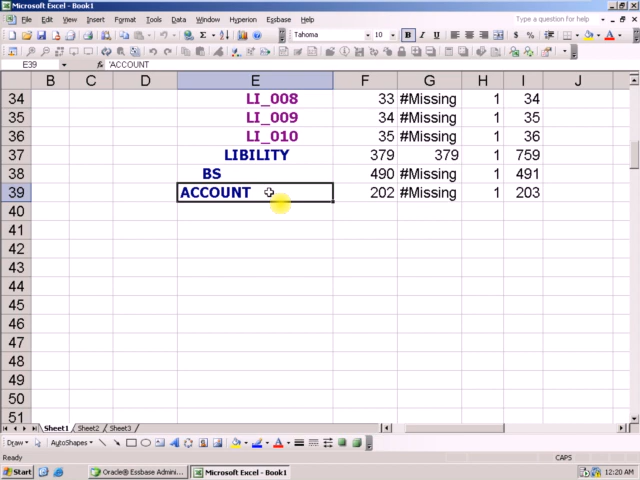 Microsoft Excel - Book1
File Edit View Insert Format Tools Data Window Hyperion Essbase Adobe PDF Type a question for help
Tahoma 10 B I U $ %
E39 fx 'ACCOUNT
B C D E F G H I J
34 LI_008 33 #Missing 1 34
35 LI_009 34 #Missing 1 35
36 LI_010 35 #Missing 1 36
37 LIBILITY 379 379 1 759
38 BS 490 #Missing 1 491
39 ACCOUNT 202 #Missing 1 203
40
41
42
43
44
45
46
47
48
49
50
51
Sheet1 Sheet2 Sheet3
Draw AutoShapes
Ready CAPS
Start Oracle® Essbase Admini... Microsoft Excel - Book1 12:20 AM